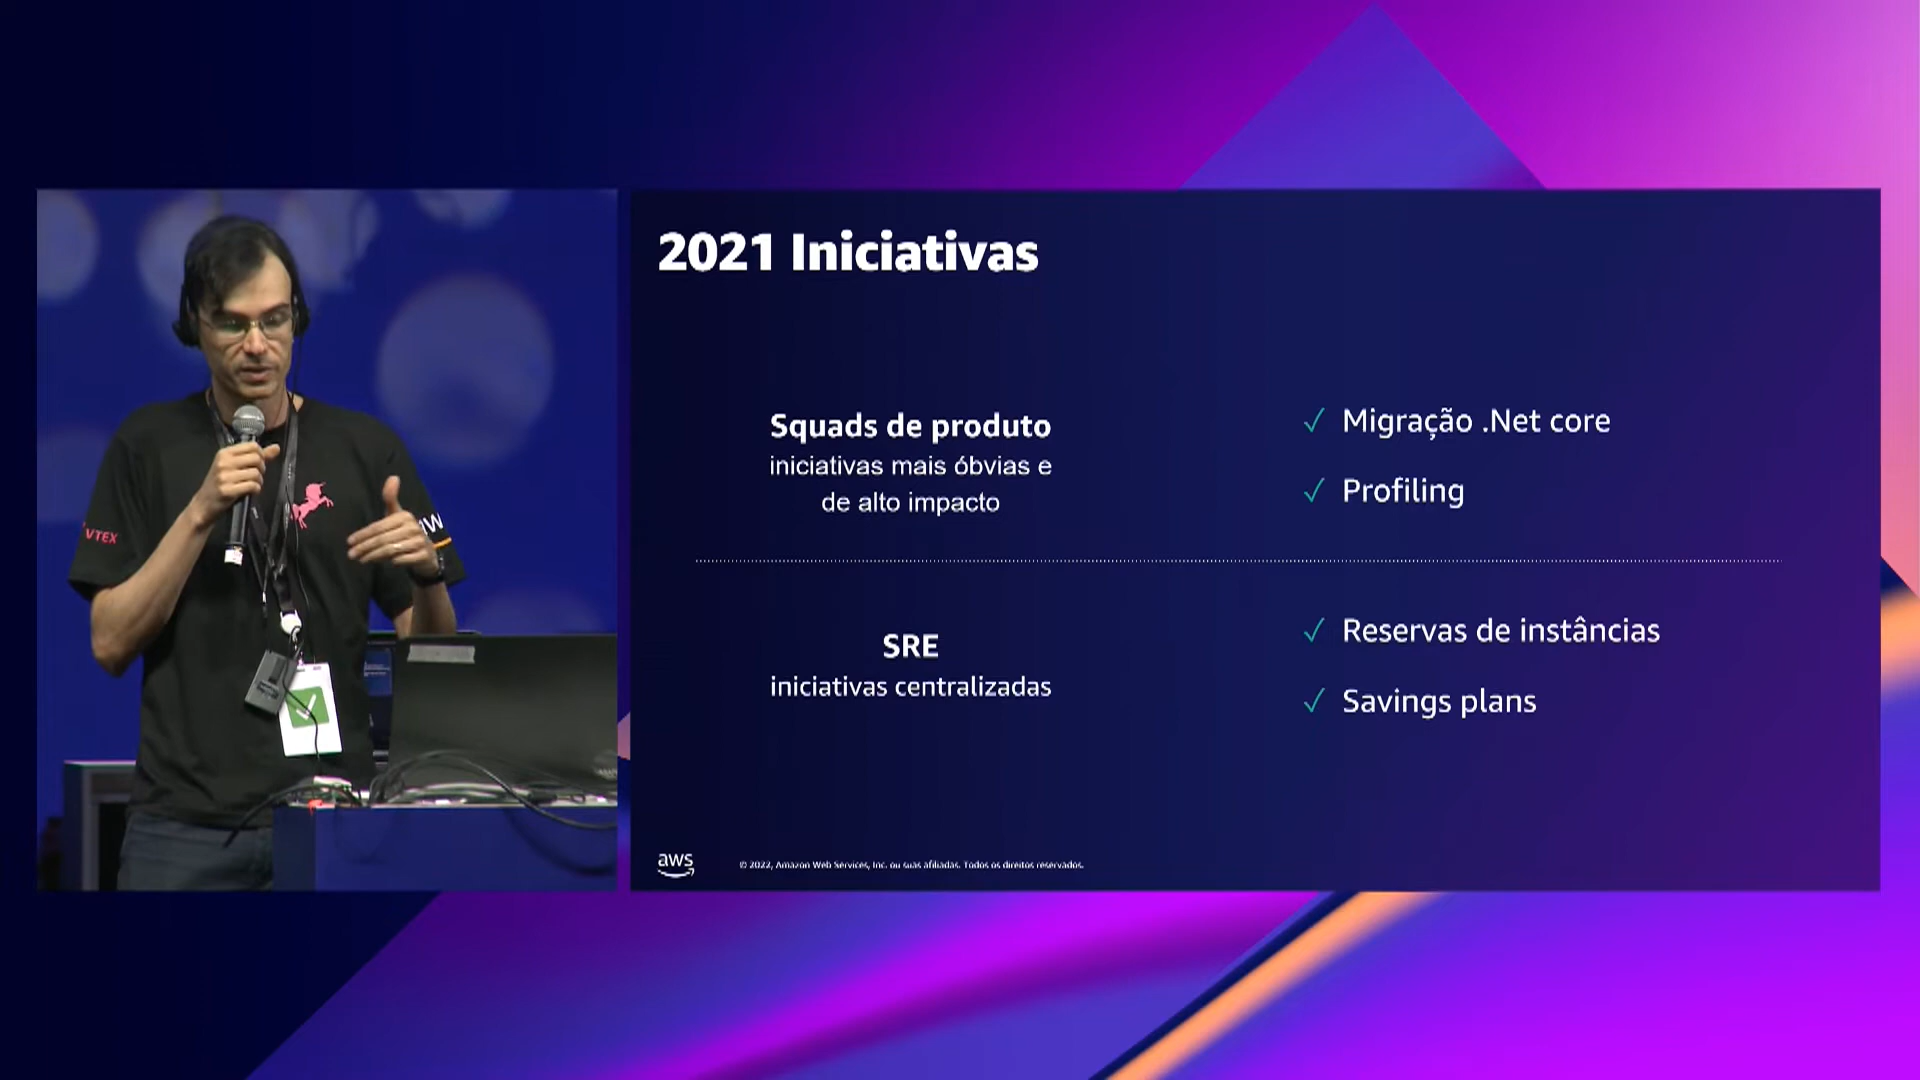 2021 Iniciativas
Squads de produto
iniciativas mais óbvias e
de alto impacto
✓ Migração .Net core
✓ Profiling
SRE
iniciativas centralizadas
✓ Reservas de instâncias
✓ Savings plans
VTEX
aws
© 2022, Amazon Web Services, Inc. ou suas afiliadas. Todos os direitos reservados.